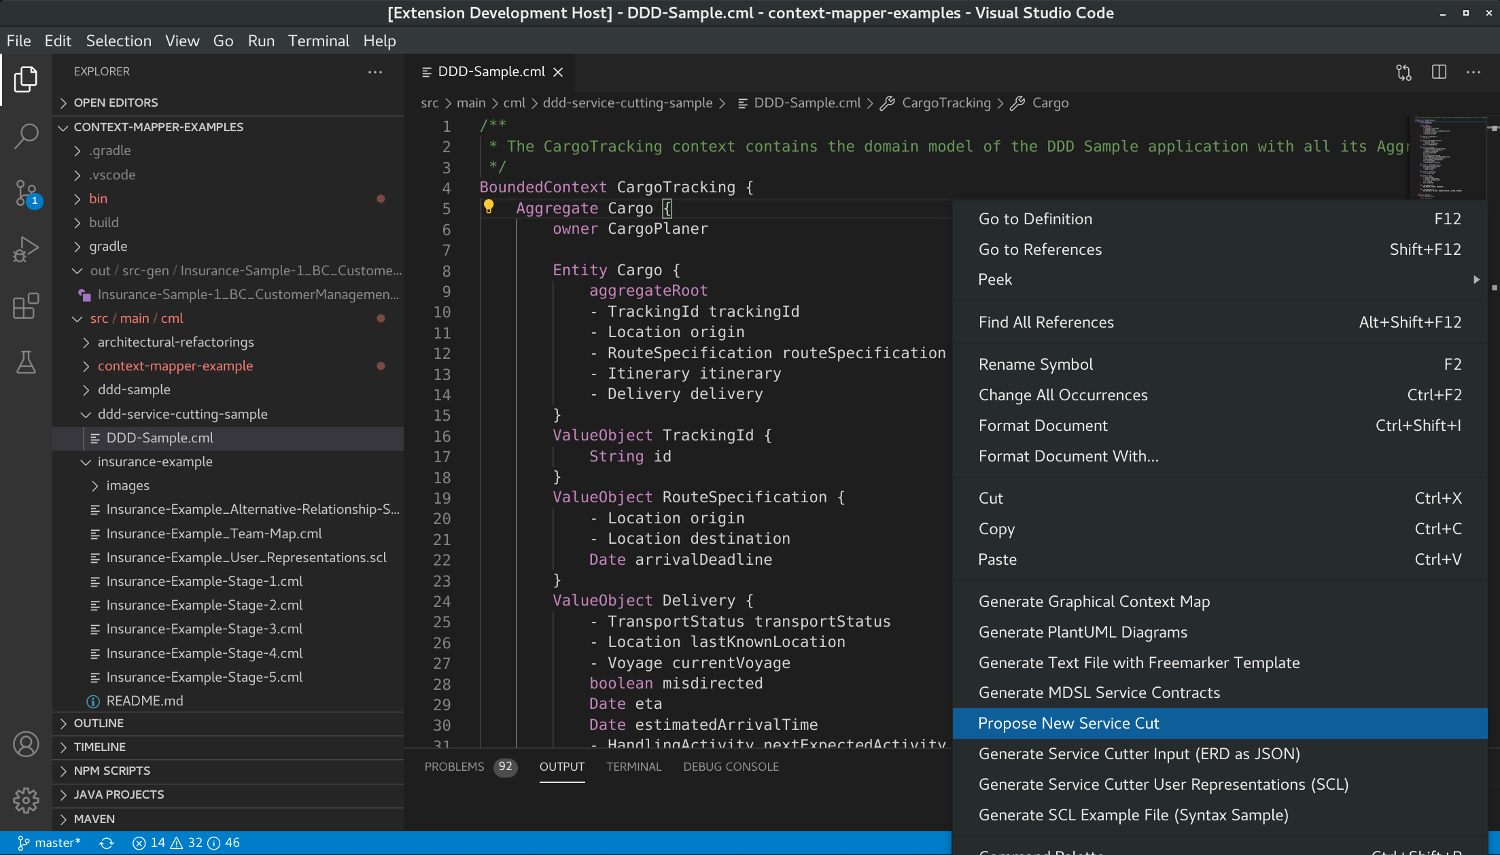 [Extension Development Host] - DDD-Sample.cml - context-mapper-examples - Visual Studio Code
File Edit Selection View Go Run Terminal Help
EXPLORER
OPEN EDITORS
CONTEXT-MAPPER-EXAMPLES
.gradle
.vscode
bin
build
gradle
out / src-gen / Insurance-Sample-1_BC_Custome...
Insurance-Sample-1_BC_CustomerManagemen...
src / main / cml
architectural-refactorings
context-mapper-example
ddd-sample
ddd-service-cutting-sample
DDD-Sample.cml
insurance-example
images
Insurance-Example_Alternative-Relationship-S...
Insurance-Example_Team-Map.cml
Insurance-Example_User_Representations.scl
Insurance-Example-Stage-1.cml
Insurance-Example-Stage-2.cml
Insurance-Example-Stage-3.cml
Insurance-Example-Stage-4.cml
Insurance-Example-Stage-5.cml
README.md
OUTLINE
TIMELINE
NPM SCRIPTS
JAVA PROJECTS
MAVEN
1
DDD-Sample.cml
src > main > cml > ddd-service-cutting-sample > DDD-Sample.cml > CargoTracking > Cargo
1 /**
2 * The CargoTracking context contains the domain model of the DDD Sample application with all its Aggr
3 */
4 BoundedContext CargoTracking {
5 Aggregate Cargo {
6 owner CargoPlaner
7
8 Entity Cargo {
9 aggregateRoot
10 - TrackingId trackingId
11 - Location origin
12 - RouteSpecification routeSpecification
13 - Itinerary itinerary
14 - Delivery delivery
15 }
16 ValueObject TrackingId {
17 String id
18 }
19 ValueObject RouteSpecification {
20 - Location origin
21 - Location destination
22 Date arrivalDeadline
23 }
24 ValueObject Delivery {
25 - TransportStatus transportStatus
26 - Location lastKnownLocation
27 - Voyage currentVoyage
28 boolean misdirected
29 Date eta
30 Date estimatedArrivalTime
31 - HandlingActivity nextExpectedActivity
Go to Definition F12
Go to References Shift+F12
Peek
Find All References Alt+Shift+F12
Rename Symbol F2
Change All Occurrences Ctrl+F2
Format Document Ctrl+Shift+I
Format Document With...
Cut Ctrl+X
Copy Ctrl+C
Paste Ctrl+V
Generate Graphical Context Map
Generate PlantUML Diagrams
Generate Text File with Freemarker Template
Generate MDSL Service Contracts
Propose New Service Cut
Generate Service Cutter Input (ERD as JSON)
Generate Service Cutter User Representations (SCL)
Generate SCL Example File (Syntax Sample)
Command Palette... Ctrl+Shift+P
PROBLEMS 92 OUTPUT TERMINAL DEBUG CONSOLE
master* 14 32 46